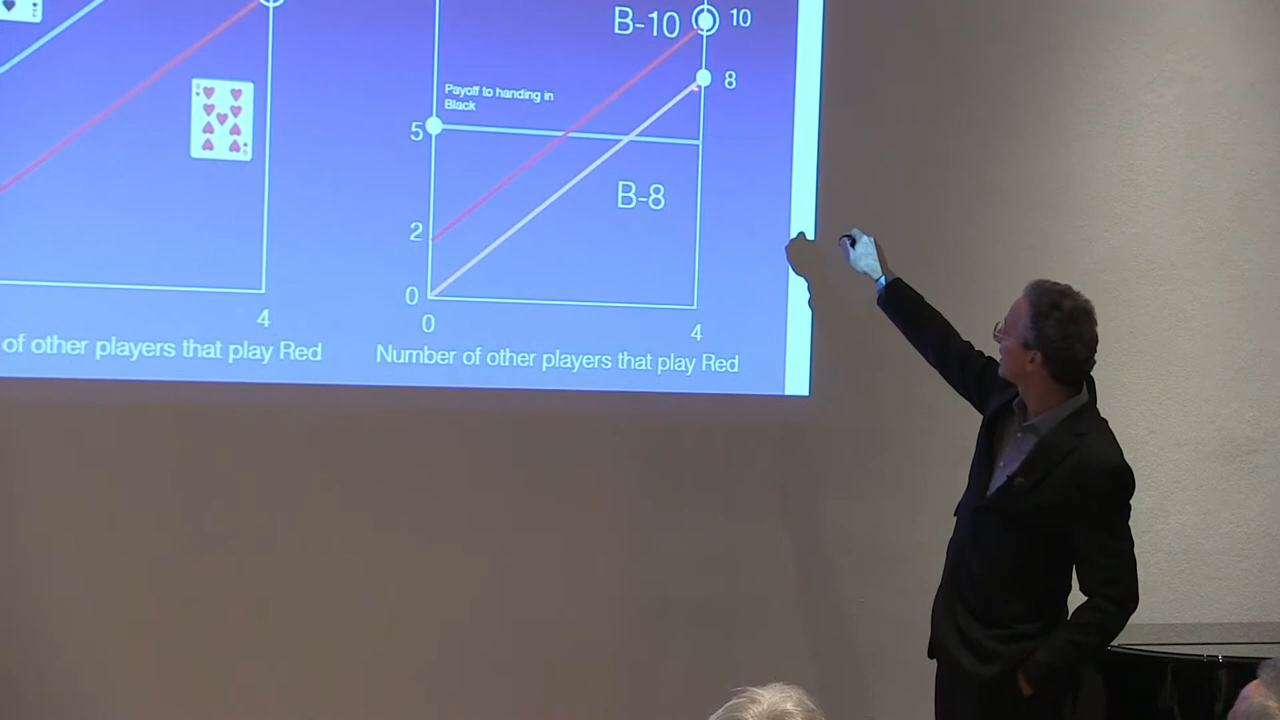 B-10
10
8
Payoff to handing in
Black
5
B-8
2
0
0
4
4
of other players that play Red
Number of other players that play Red